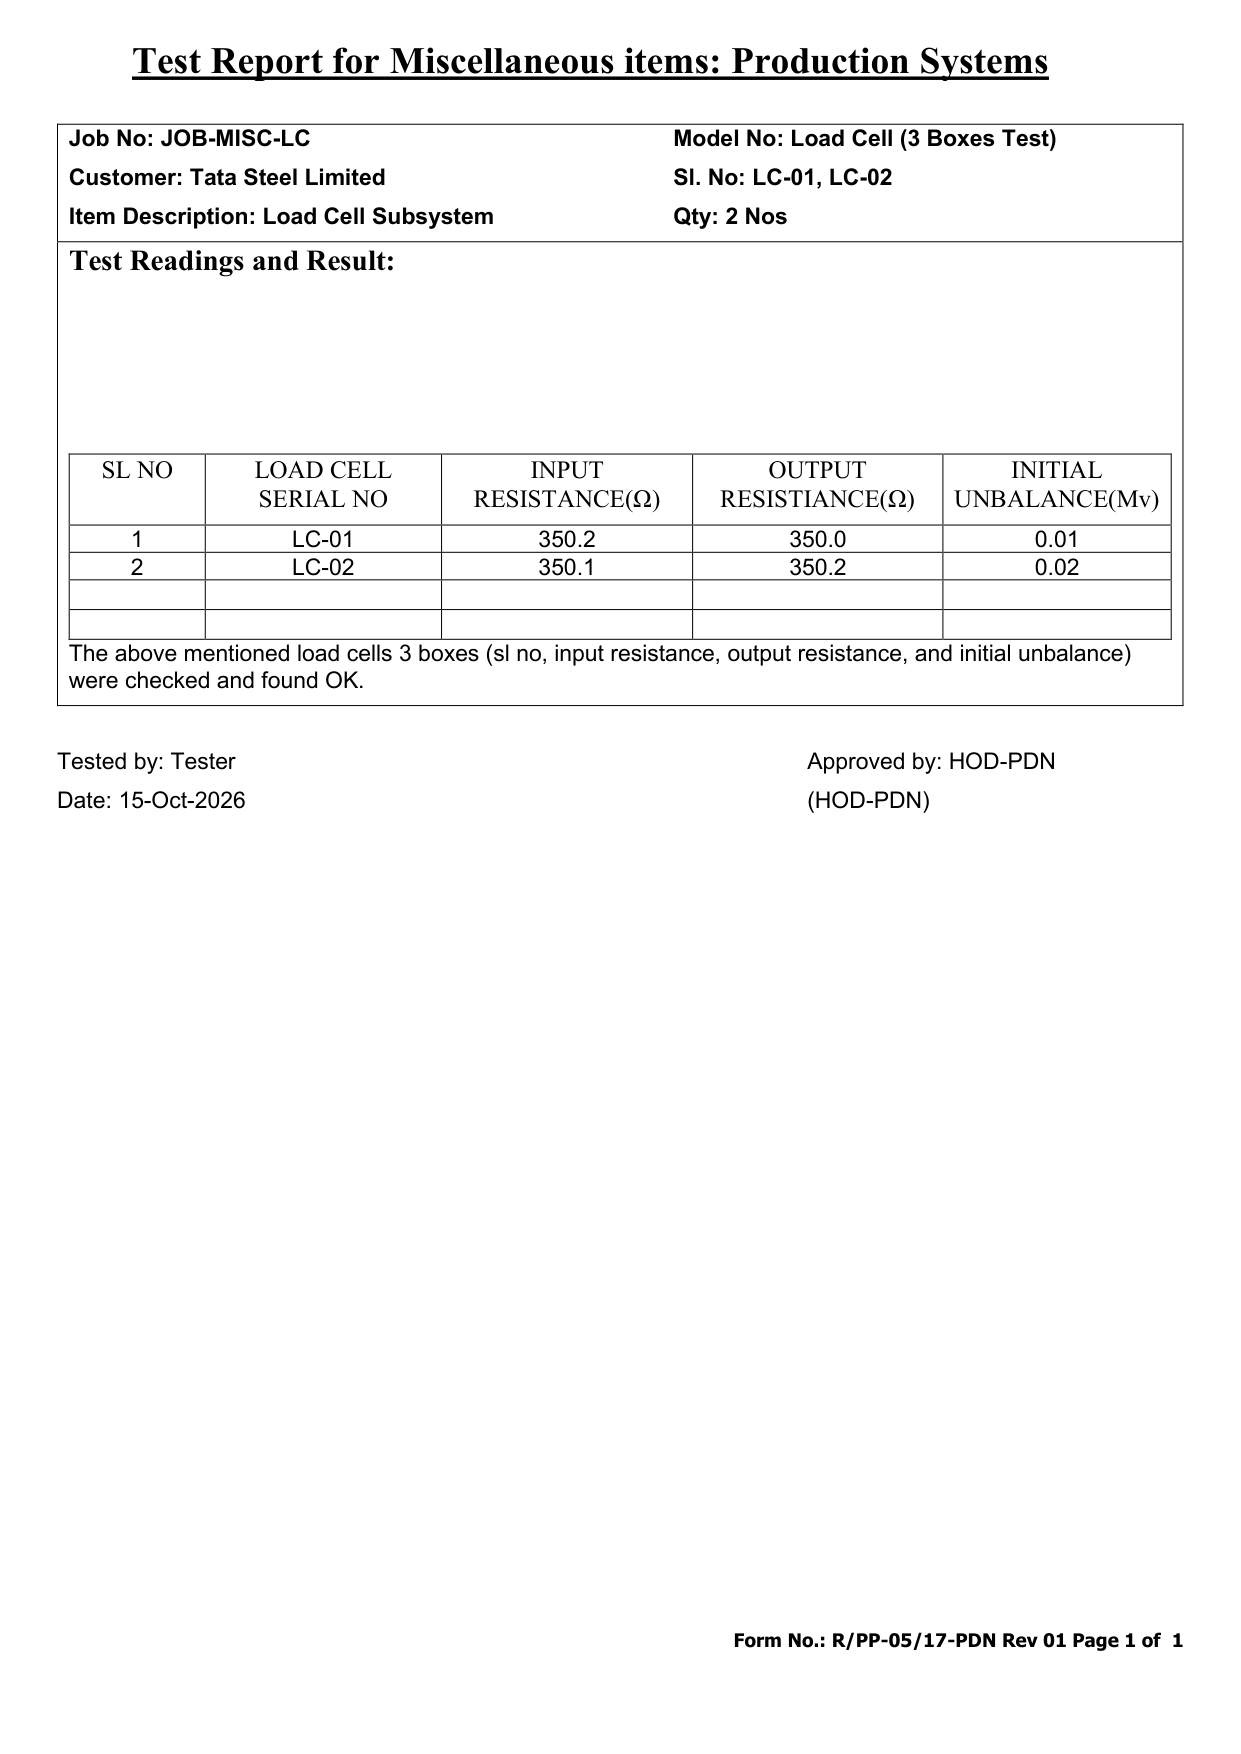 Test Report for Miscellaneous items: Production Systems
Job No: JOB-MISC-LC Model No: Load Cell (3 Boxes Test)
Customer: Tata Steel Limited Sl. No: LC-01, LC-02
Item Description: Load Cell Subsystem Qty: 2 Nos
Test Readings and Result:
SL NO LOAD CELL INPUT OUTPUT INITIAL
SERIAL NO RESISTANCE(Ω) RESISTIANCE(Ω) UNBALANCE(Mv)
1 LC-01 350.2 350.0 0.01
2 LC-02 350.1 350.2 0.02
The above mentioned load cells 3 boxes (sl no, input resistance, output resistance, and initial unbalance)
were checked and found OK.
Tested by: Tester Approved by: HOD-PDN
Date: 15-Oct-2026 (HOD-PDN)
Form No.: R/PP-05/17-PDN Rev 01 Page 1 of 1